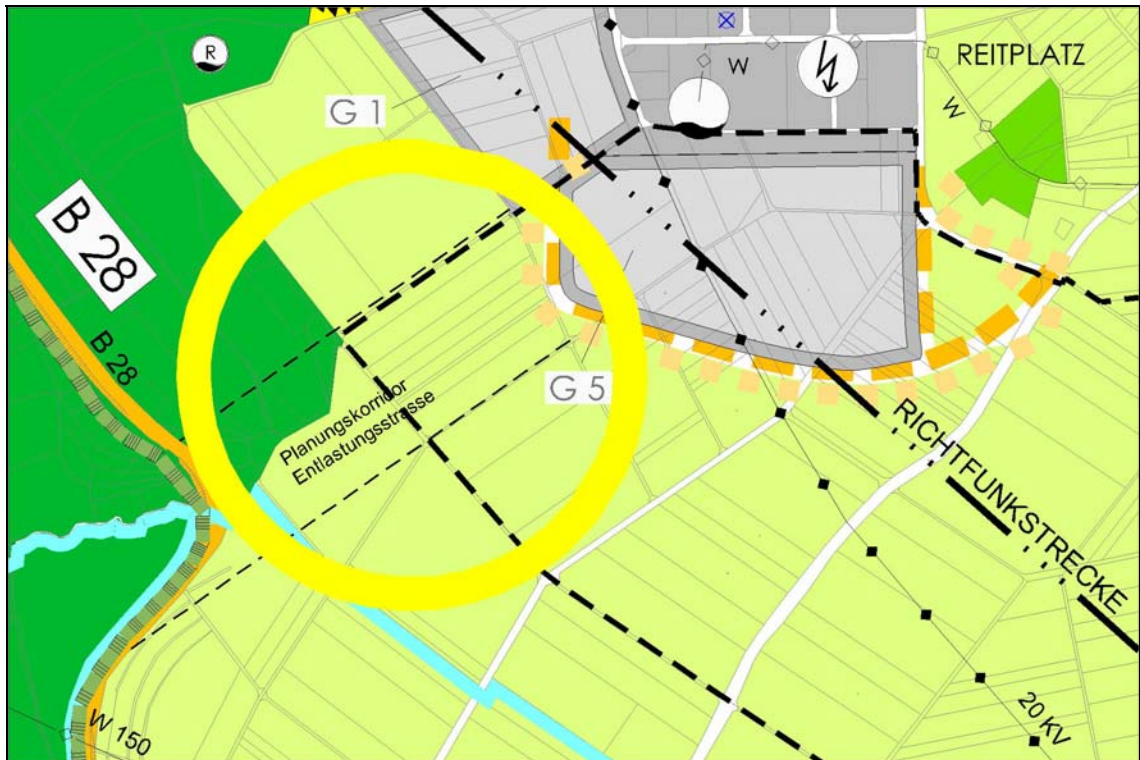 R
W
REITPLATZ
G 1
W
B 28
B 28
Planungskorridor
Entlastungsstrasse
G 5
RICHTFUNKSTRECKE
20 KV
W 150